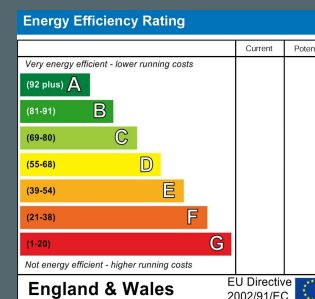 Energy Efficiency Rating
Current Poten
Very energy efficient - lower running costs
(92 plus) A
(81-91) B
(69-80) C
(55-68) D
(39-54) E
(21-38) F
(1-20) G
Not energy efficient - higher running costs
England & Wales
EU Directive
2002/91/EC